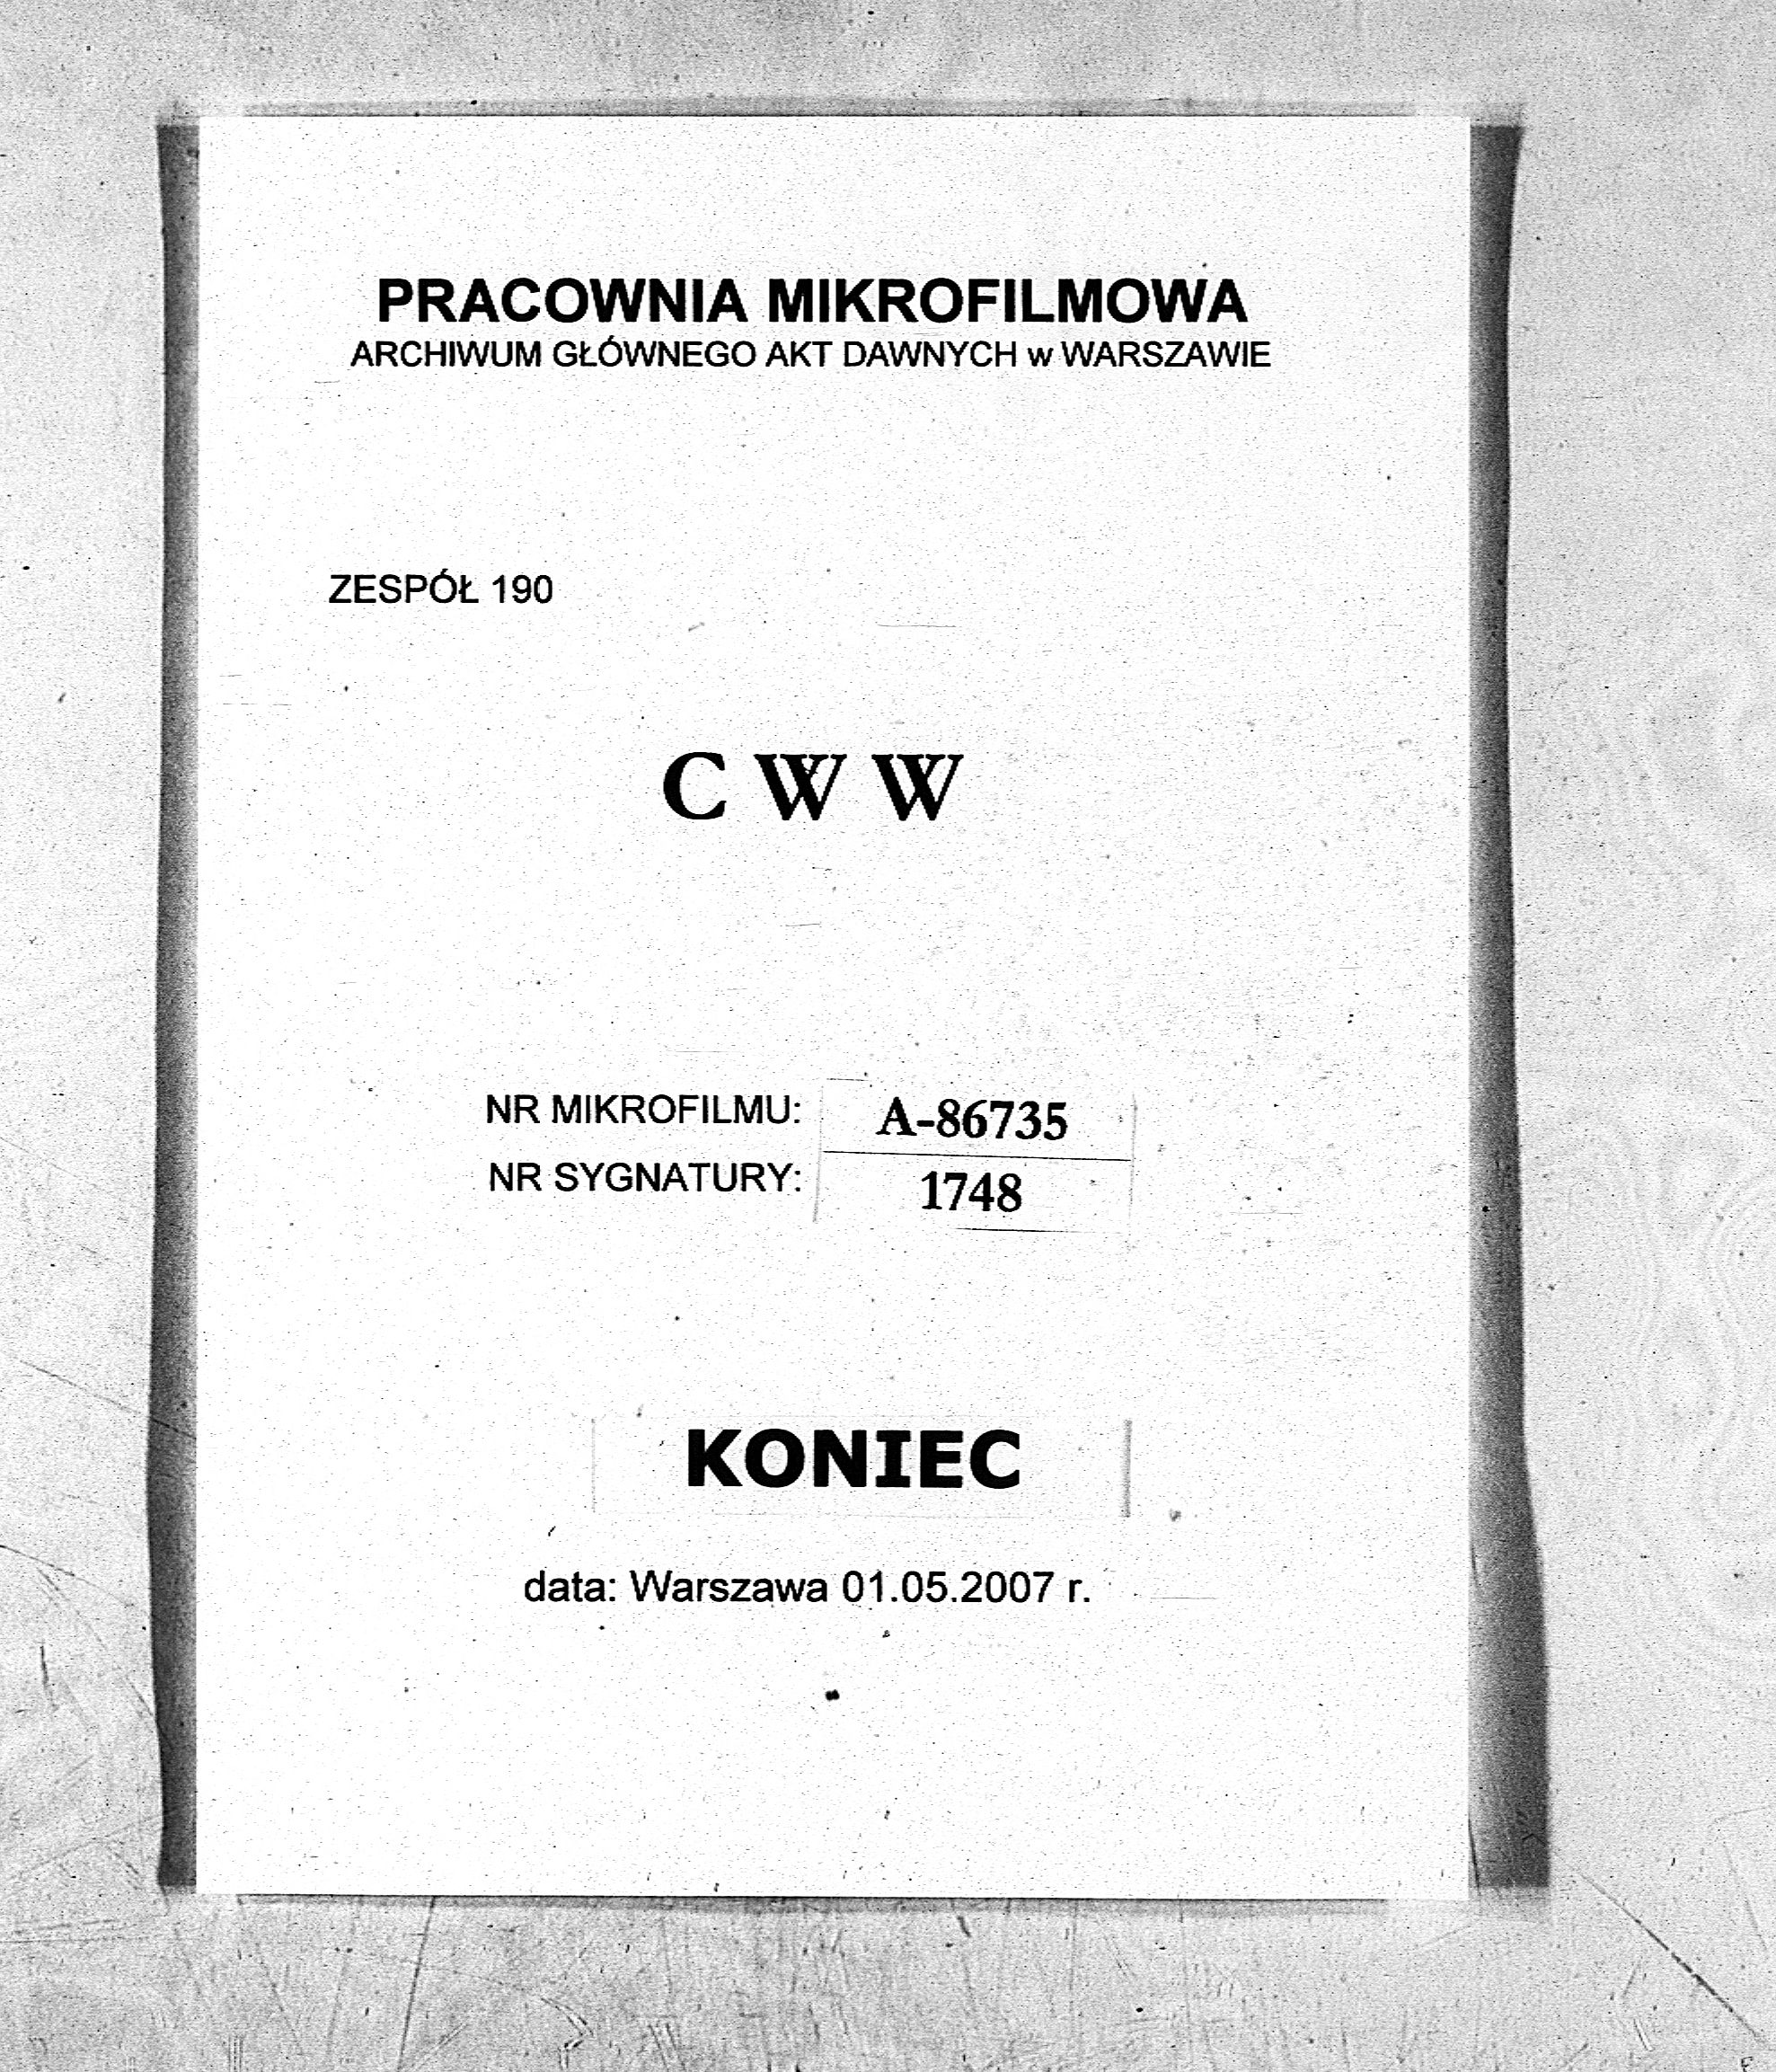 PRACOWNIA MIKROFILMOWA
ARCHIWUM GŁÓWNEGO AKT DAWNYCH w WARSZAWIE
ZESPÓŁ 190
C W W
NR MIKROFILMU: A-86735
NR SYGNATURY: 1748
KONIEC
data: Warszawa 01.05.2007 r.